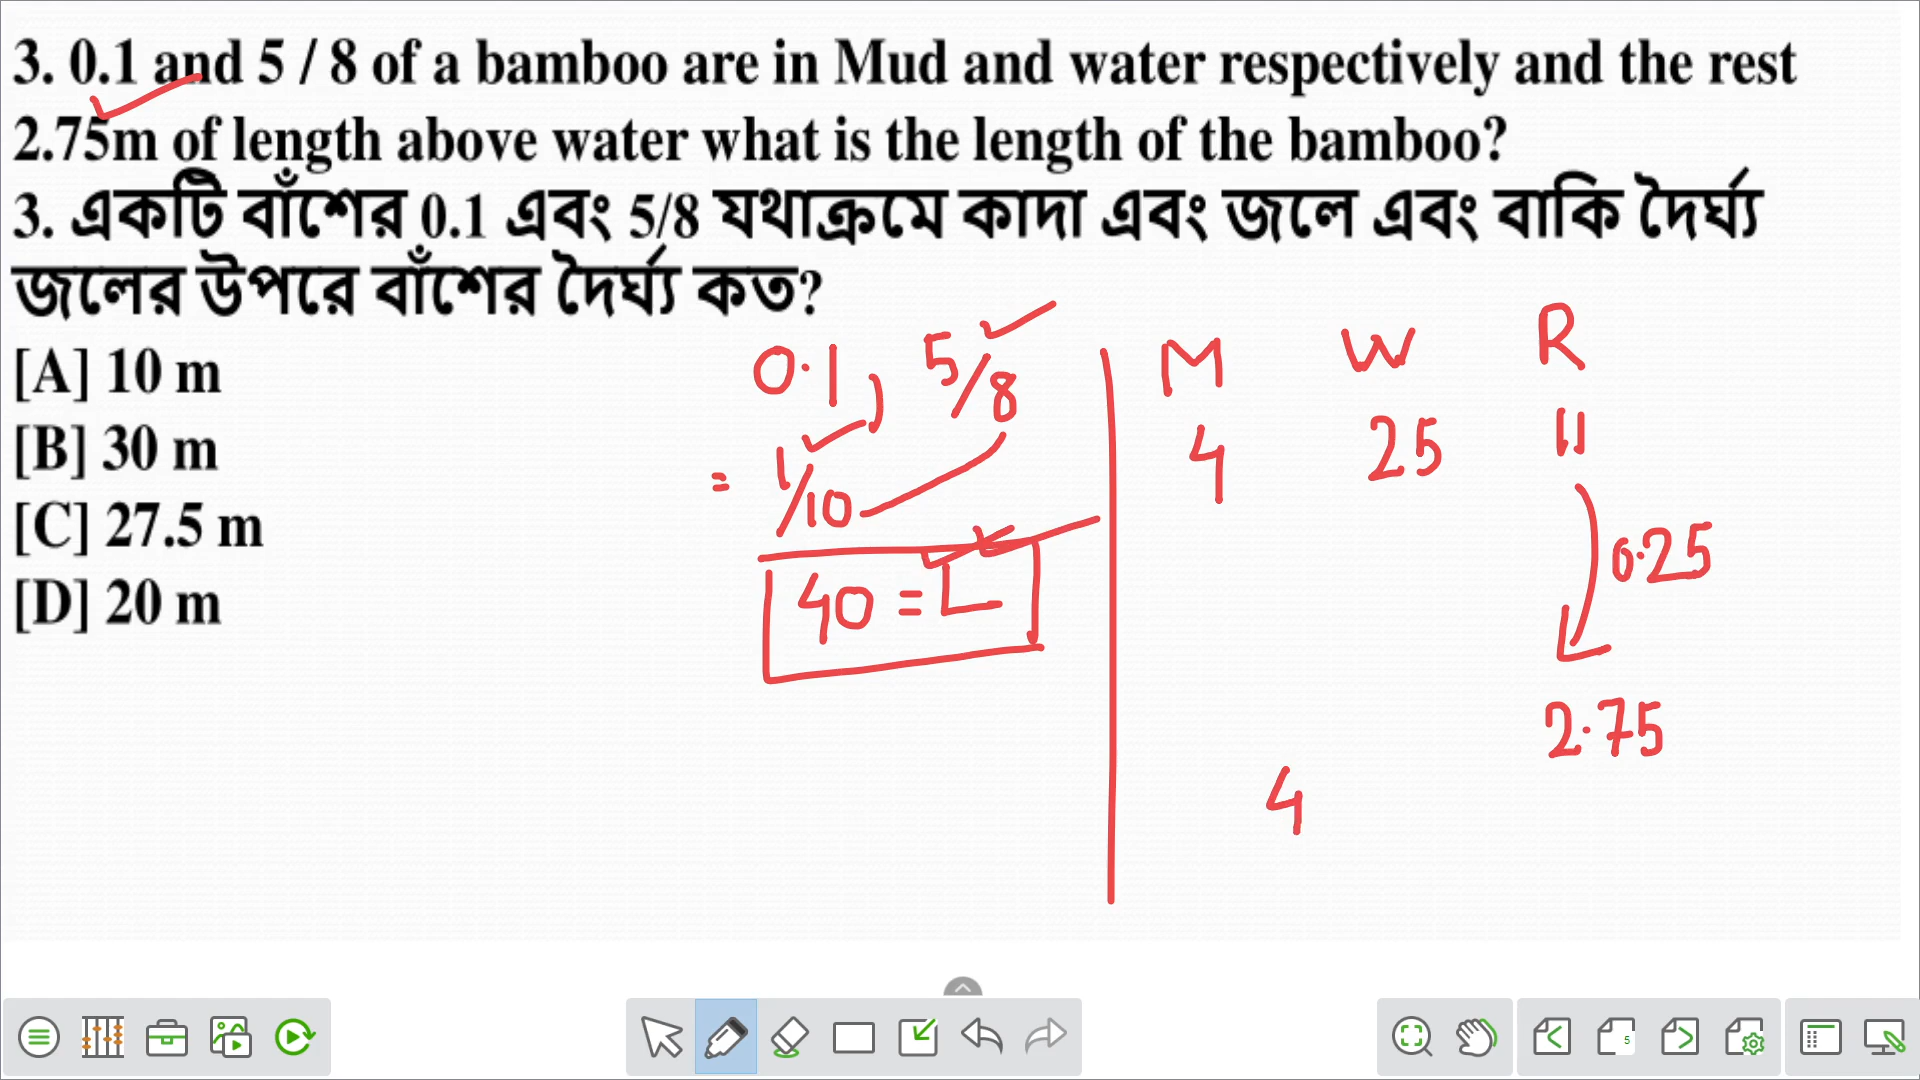 3. 0.1 and 5 / 8 of a bamboo are in Mud and water respectively and the rest
2.75m of length above water what is the length of the bamboo?
3. একটি বাঁশের 0.1 এবং 5/8 যথাক্রমে কাদা এবং জলে এবং বাকি দৈর্ঘ্য
জলের উপরে বাঁশের দৈর্ঘ্য কত?
[A] 10 m
[B] 30 m
[C] 27.5 m
[D] 20 m
0.1, 5/8
= 1/10
40 = L
M W R
4 25 11
0.25
2.75
4
5